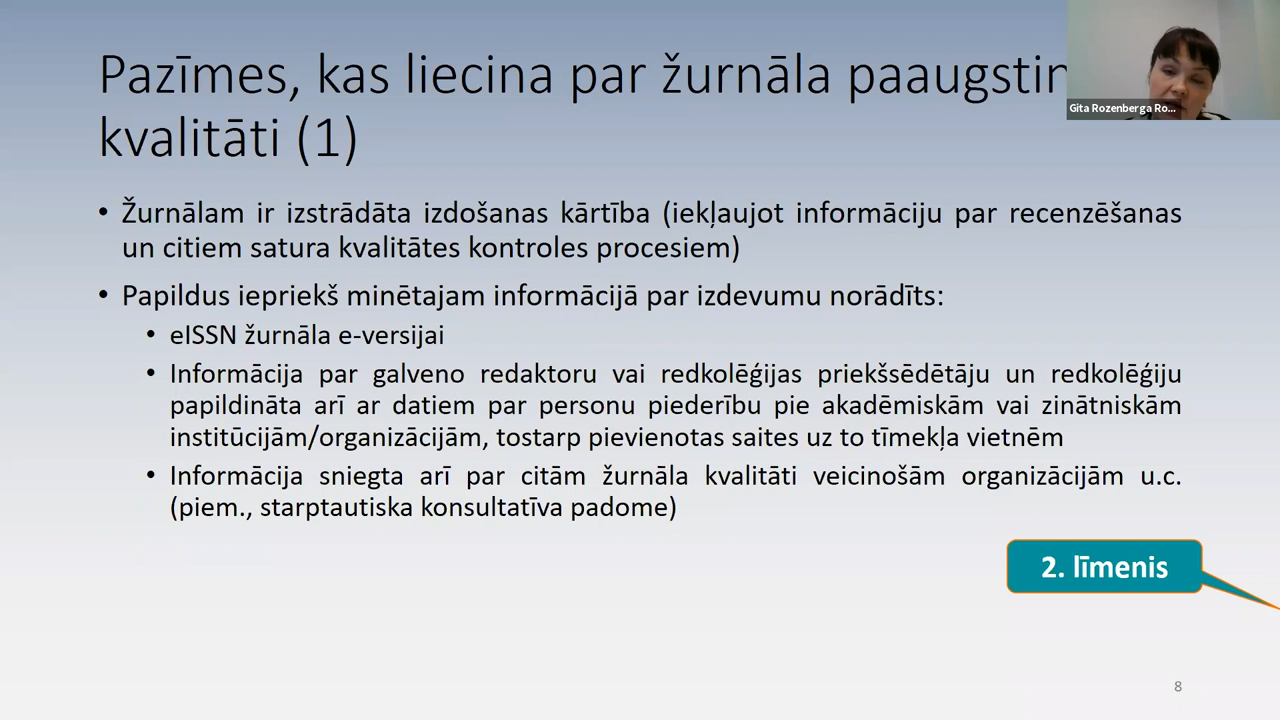 Pazīmes, kas liecina par žurnāla
kvalitāti (1)
Gita Rozenberga Ro...
• Žurnālam ir izstrādāta izdošanas kārtība (iekļaujot informāciju par recenzēšanas
un citiem satura kvalitātes kontroles procesiem)
• Papildus iepriekš minētajam informācijā par izdevumu norādīts:
• eISSN žurnāla e-versijai
• Informācija par galveno redaktoru vai redkolēģijas priekšsēdētāju un redkolēģiju
papildināta arī ar datiem par personu piederību pie akadēmiskām vai zinātniskām
institūcijām/organizācijām, tostarp pievienotas saites uz to tīmekļa vietnēm
• Informācija sniegta arī par citām žurnāla kvalitāti veicinošām organizācijām u.c.
(piem., starptautiska konsultatīva padome)
2. līmenis
8